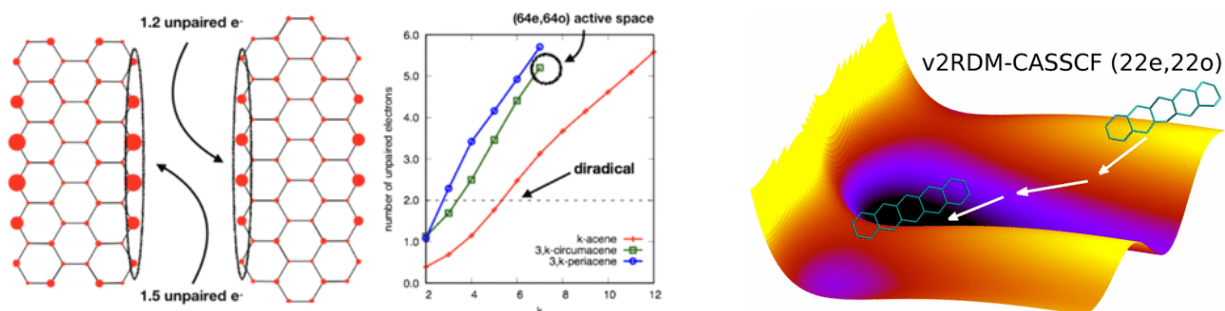 1.2 unpaired e-
1.5 unpaired e-
(64e,64o) active space
number of unpaired electrons
6.0
5.0
4.0
3.0
2.0
1.0
0.0
diradical
k-acene
3,k-circumacene
3,k-periacene
2
4
6
8
10
12
v2RDM-CASSCF (22e,22o)